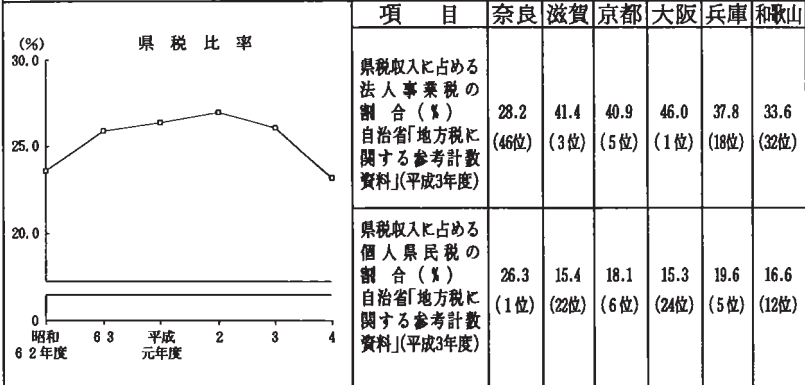 (%)
県税比率
30.0
25.0
20.0
0
昭和
62年度
63
平成
元年度
2
3
4
項 目 奈良 滋賀 京都 大阪 兵庫 和歌山
県税収入に占める
法人事業税の
割合(%)
自治省「地方税に
関する参考計数
資料」(平成3年度)
28.2 41.4 40.9 46.0 37.8 33.6
(46位) (3位) (5位) (1位) (18位) (32位)
県税収入に占める
個人県民税の
割合(%)
自治省「地方税に
関する参考計数
資料」(平成3年度)
26.3 15.4 18.1 15.3 19.6 16.6
(1位) (22位) (6位) (24位) (5位) (12位)